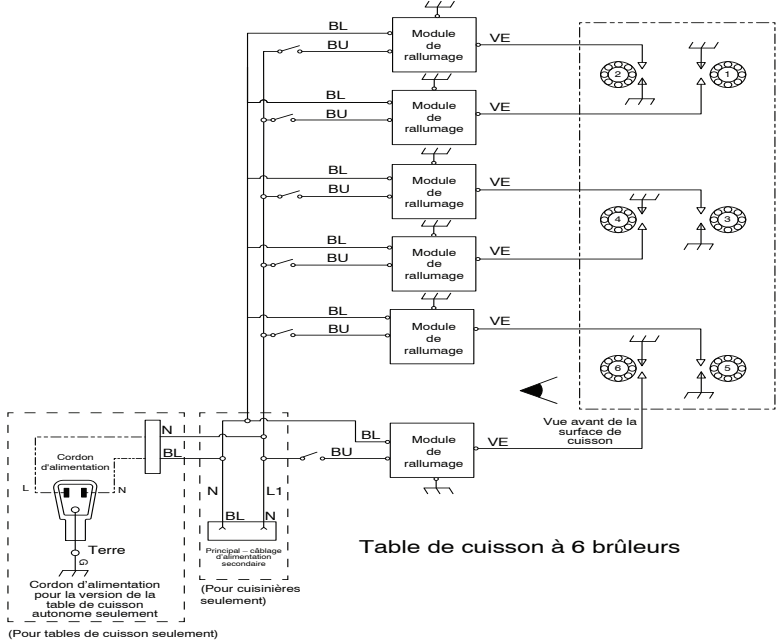 BL
BU
Module
de
rallumage
VE
2
1
BL
BU
Module
de
rallumage
VE
BL
BU
Module
de
rallumage
VE
4
3
BL
BU
Module
de
rallumage
VE
BL
BU
Module
de
rallumage
VE
6
5
Vue avant de la
surface de
cuisson
BL
BU
Module
de
rallumage
VE
N
BL
Cordon
d'alimentation
L
N
N
L1
BL
N
Terre
G
Principal – câblage
d'alimentation
secondaire
Table de cuisson à 6 brûleurs
Cordon d'alimentation
pour la version de la
table de cuisson
autonome seulement
(Pour cuisinières
seulement)
(Pour tables de cuisson seulement)